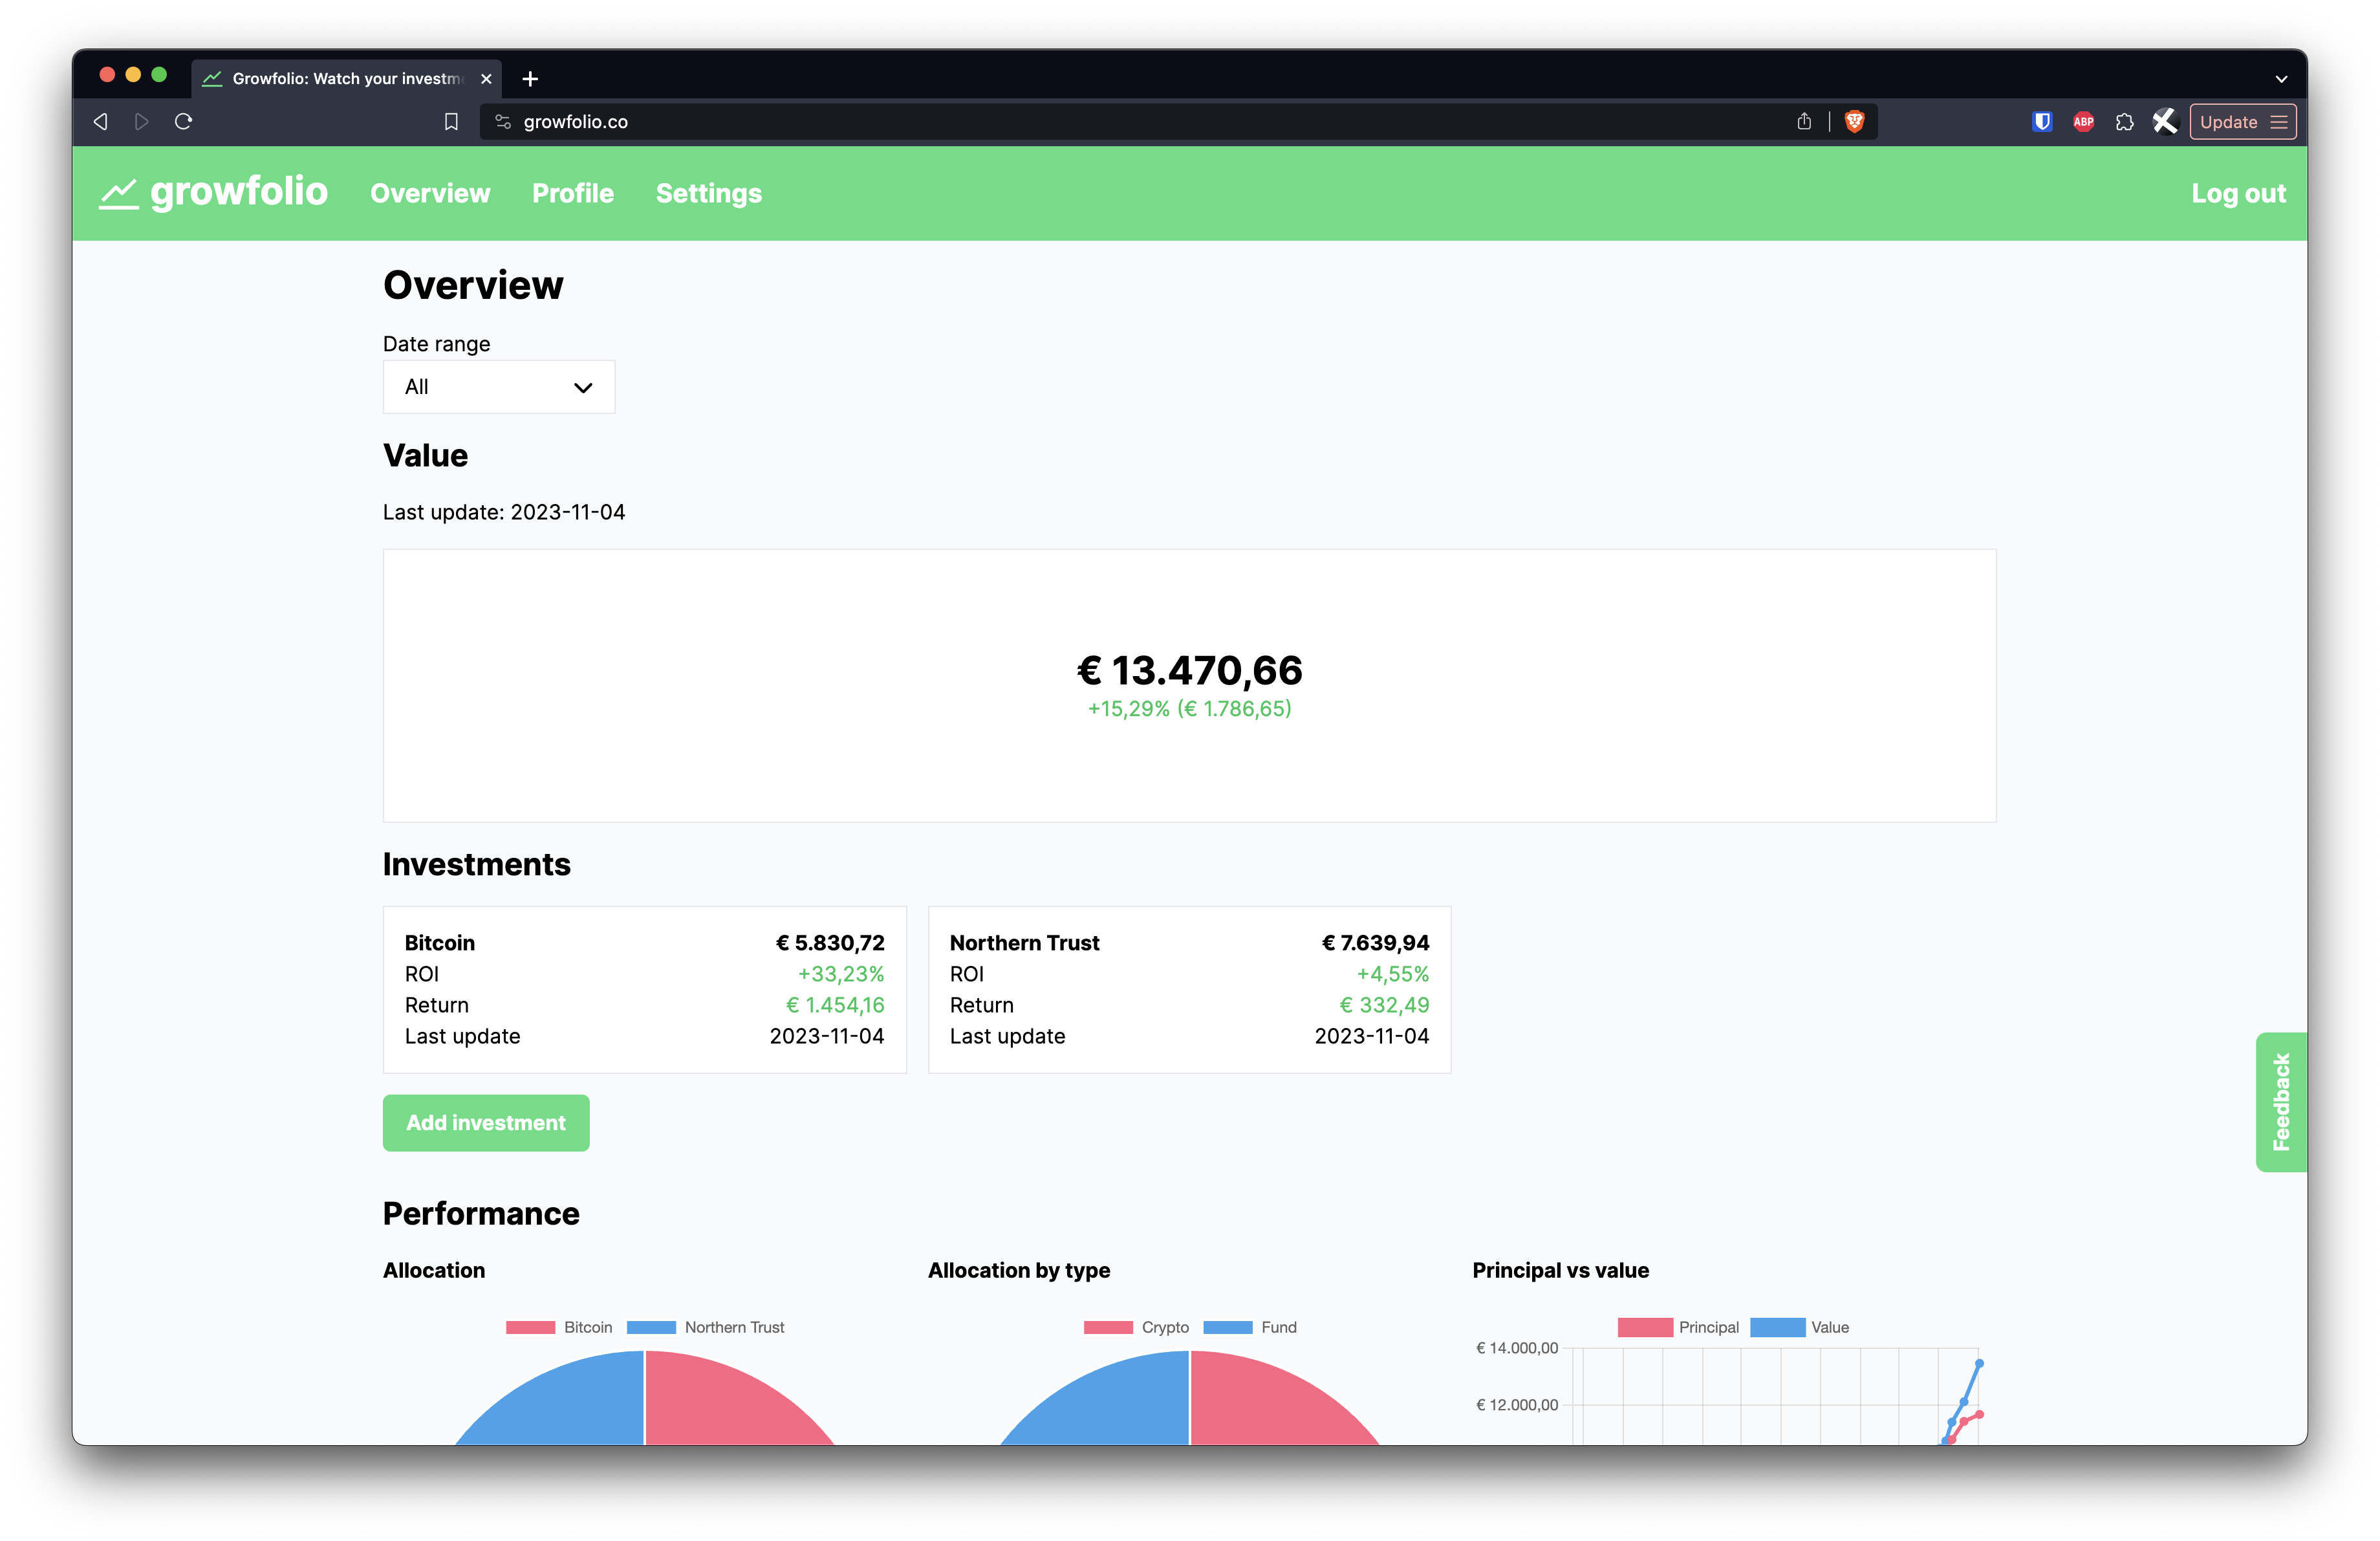 Growfolio: Watch your investm
growfolio.co
ABP
Update
growfolio Overview Profile Settings Log out
Overview
Date range
All
Value
Last update: 2023-11-04
€ 13.470,66
+15,29% (€ 1.786,65)
Investments
Bitcoin € 5.830,72
ROI +33,23%
Return € 1.454,16
Last update 2023-11-04
Northern Trust € 7.639,94
ROI +4,55%
Return € 332,49
Last update 2023-11-04
Add investment
Feedback
Performance
Allocation
Bitcoin Northern Trust
Allocation by type
Crypto Fund
Principal vs value
Principal Value
€ 14.000,00
€ 12.000,00